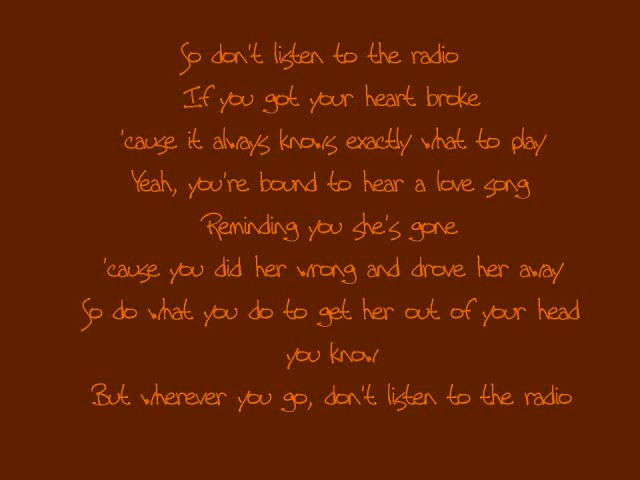 So don't listen to the radio
If you got your heart broke
'cause it always knows exactly what to play
Yeah, you're bound to hear a love song
Reminding you she's gone
'cause you did her wrong and drove her away
So do what you do to get her out of your head
you know
But wherever you go, don't listen to the radio